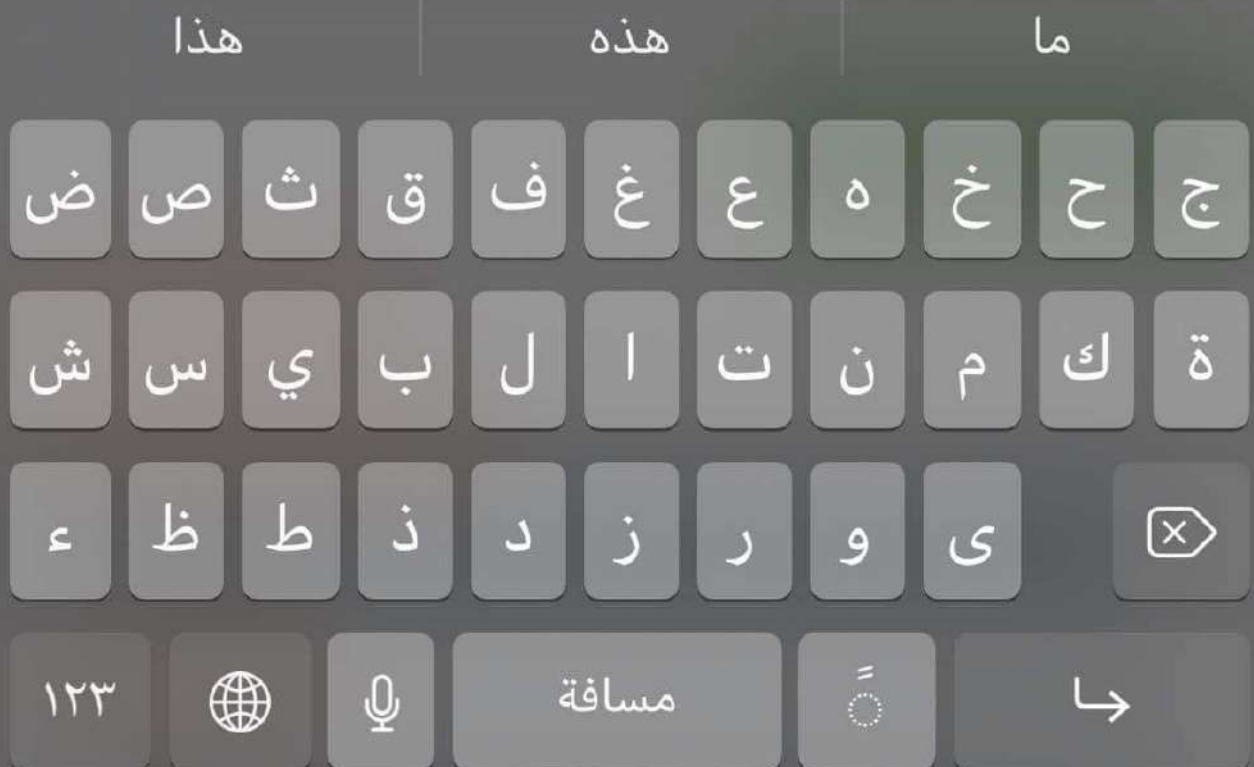 هذا هذه ما
ض ص ث ق ف غ ع ه خ ح ج
ش س ي ب ل ا ت ن م ك ة
ء ظ ط ذ د ز ر و ى
١٢٣ مسافة ً